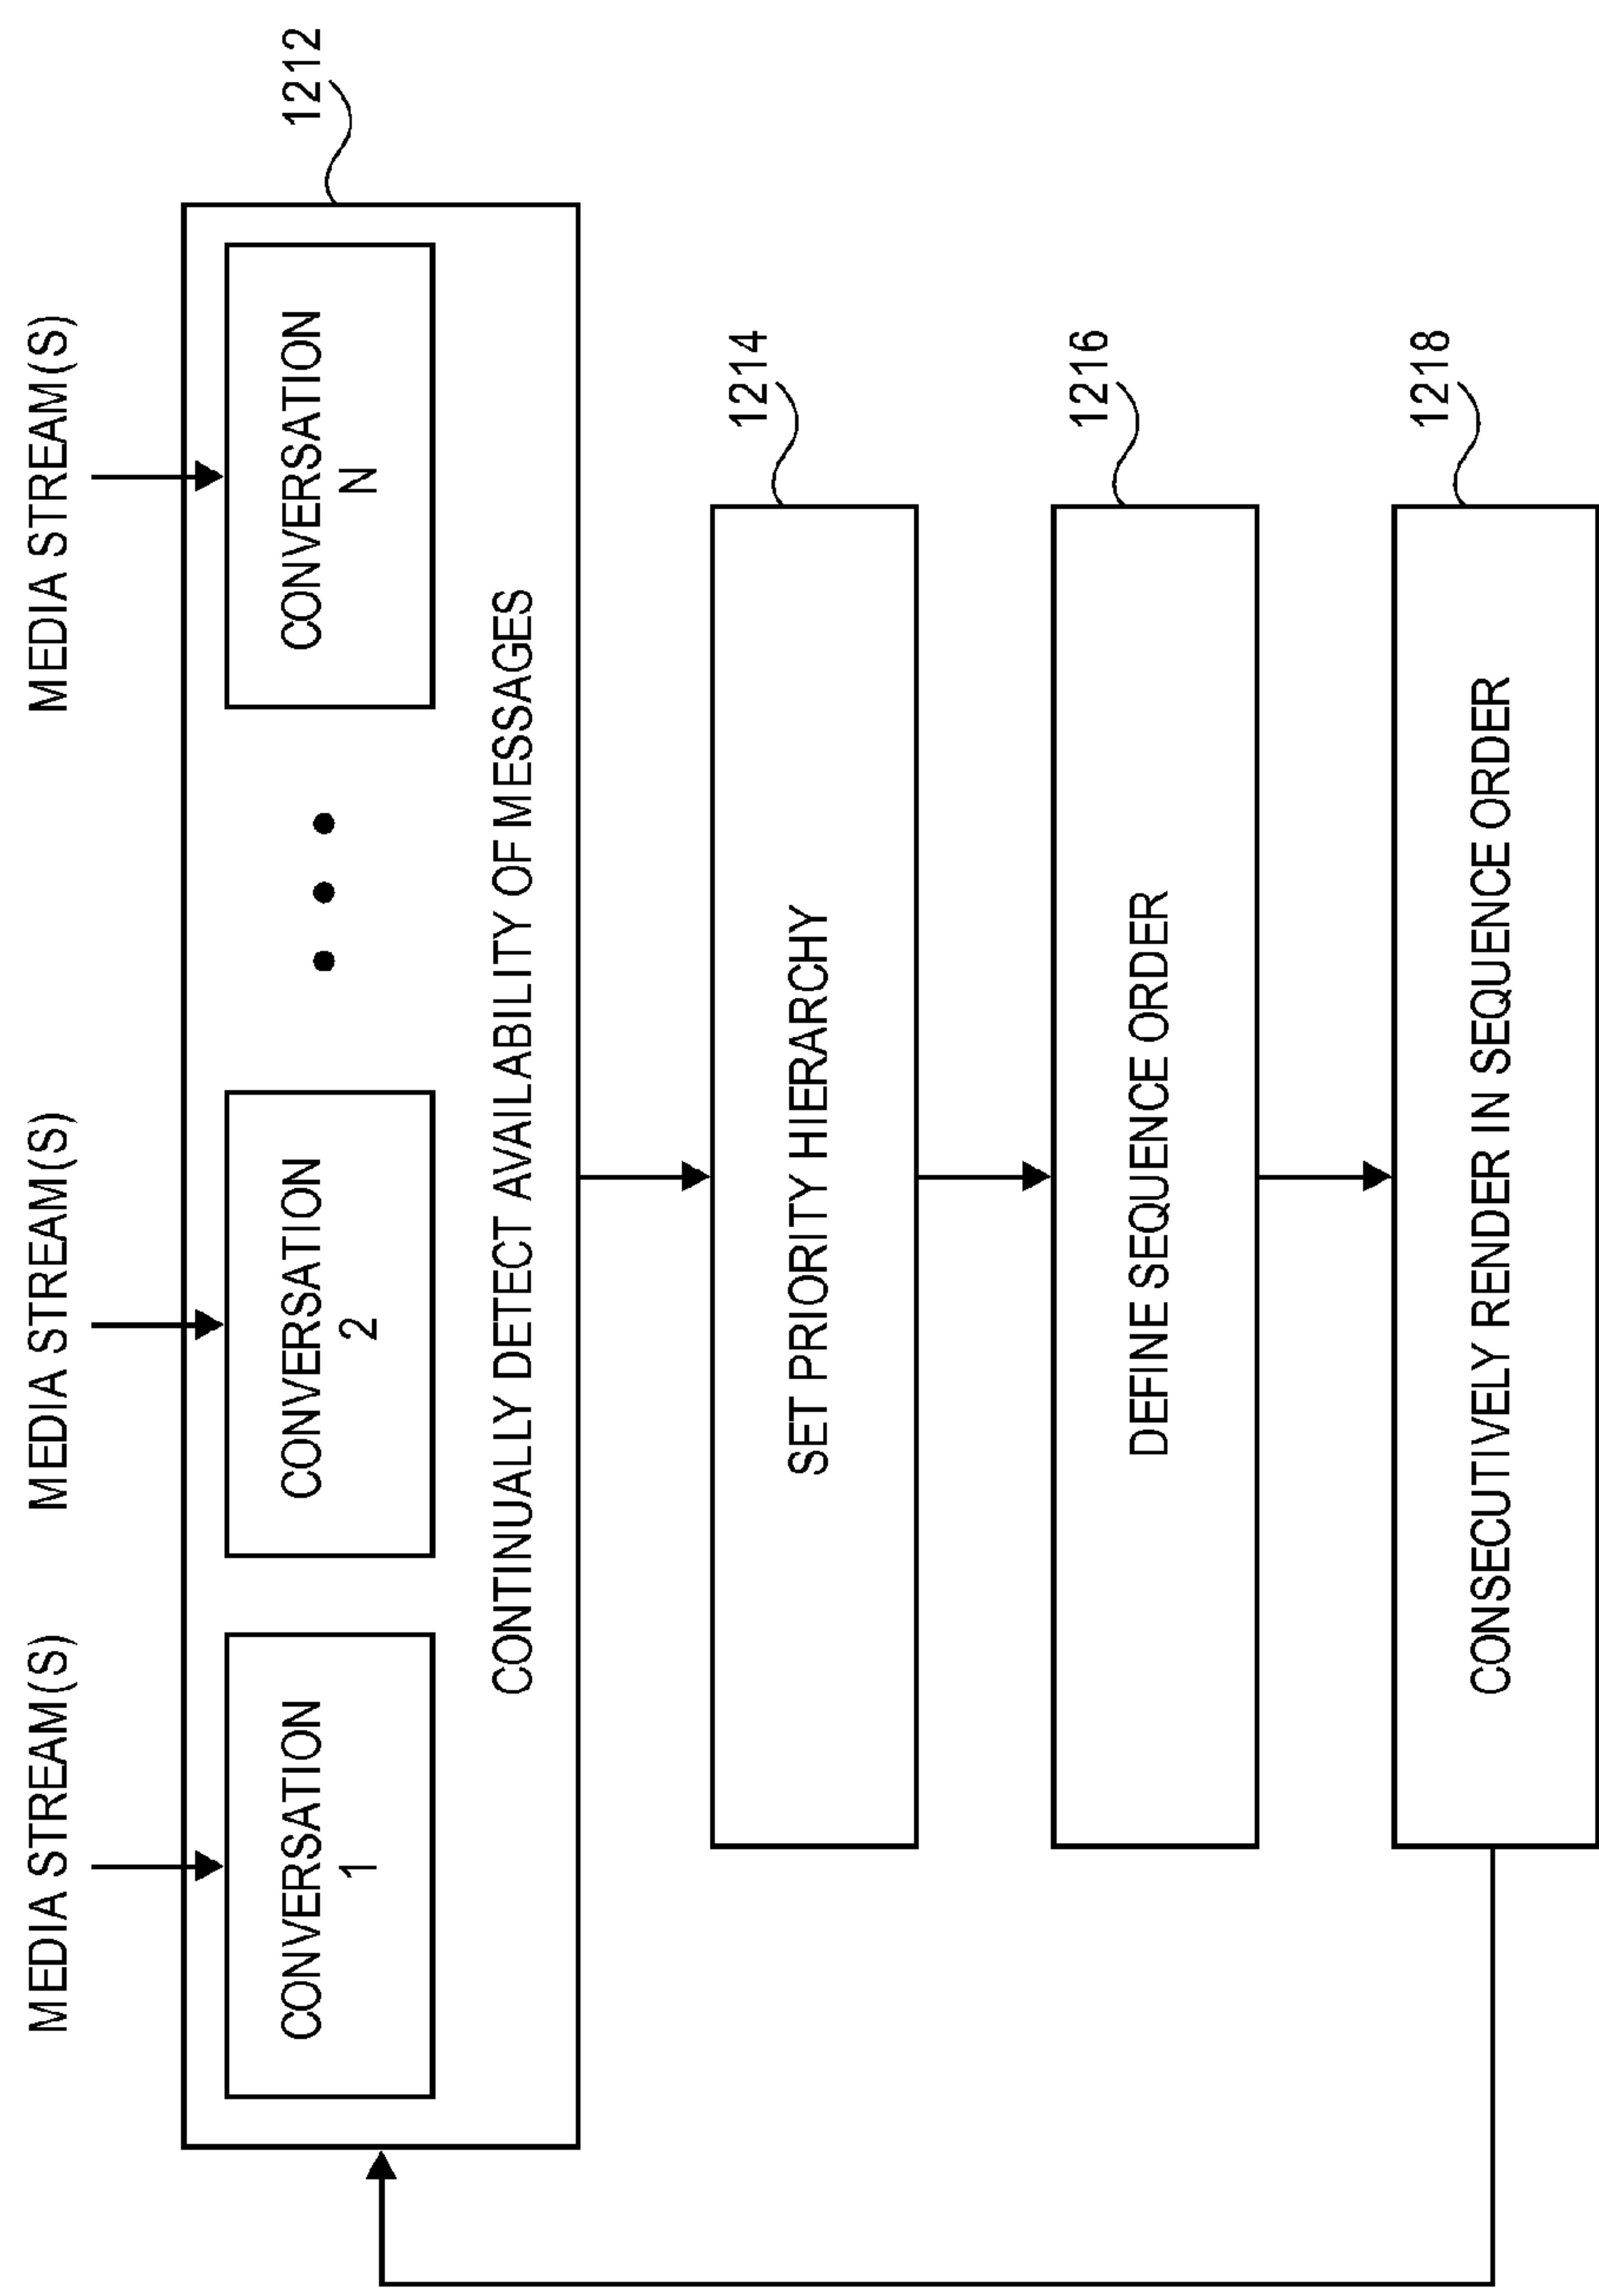 MEDIA STREAM(S)
MEDIA STREAM(S)
MEDIA STREAM(S)
1212
CONVERSATION
1
CONVERSATION
2
CONVERSATION
N
CONTINUALLY DETECT AVAILABILITY OF MESSAGES
1214
SET PRIORITY HIERARCHY
1216
DEFINE SEQUENCE ORDER
1218
CONSECUTIVELY RENDER IN SEQUENCE ORDER